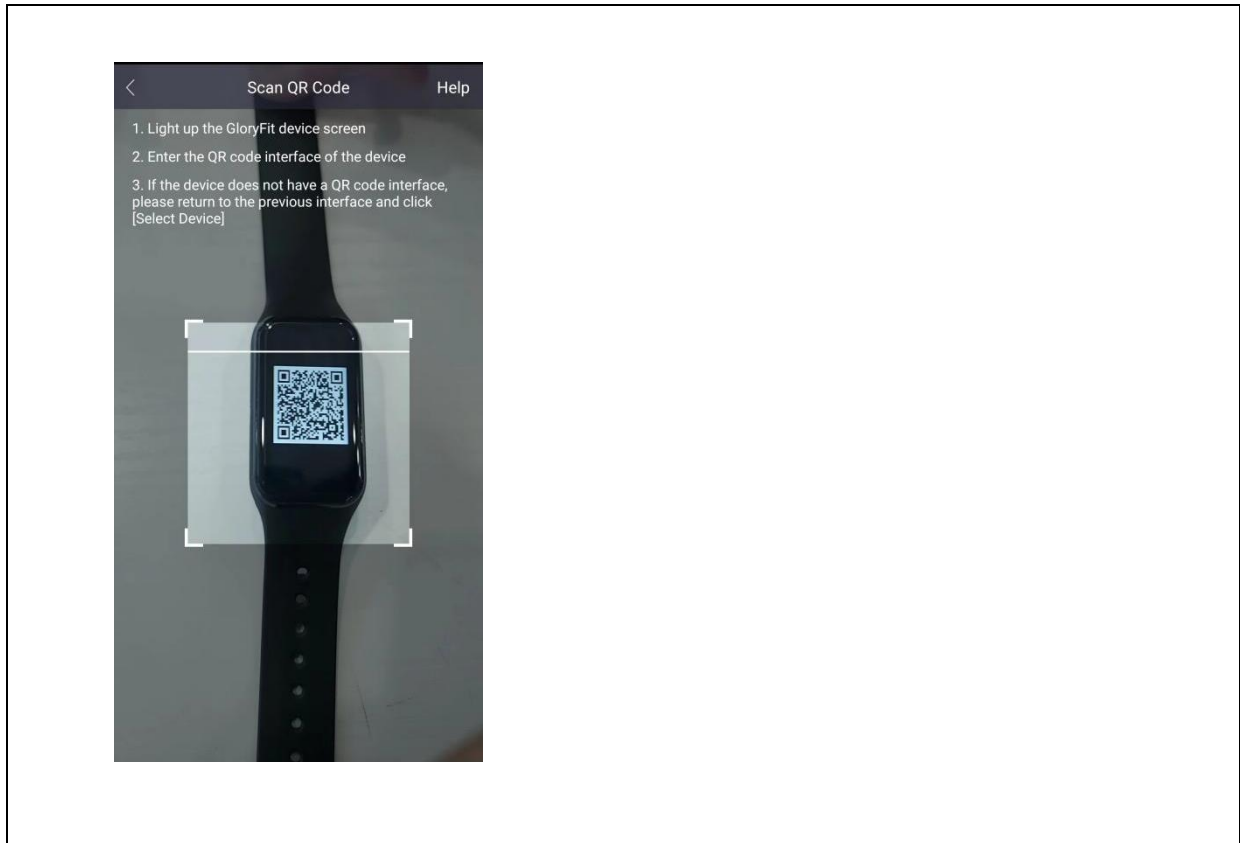 Scan QR Code Help
1. Light up the GloryFit device screen
2. Enter the QR code interface of the device
3. If the device does not have a QR code interface,
please return to the previous interface and click
[Select Device]